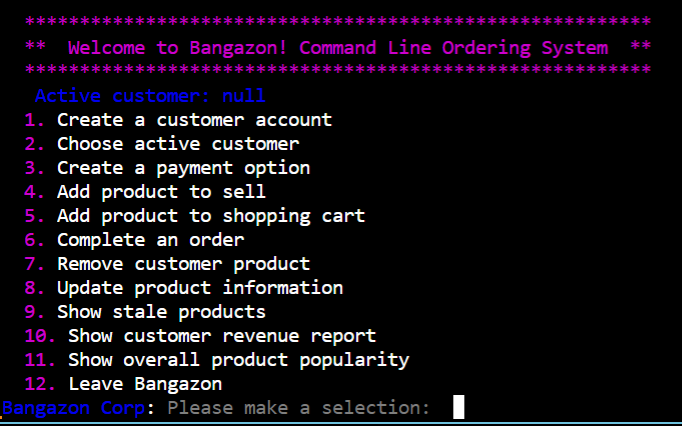 *********************************************************
** Welcome to Bangazon! Command Line Ordering System **
*********************************************************
Active customer: null
1. Create a customer account
2. Choose active customer
3. Create a payment option
4. Add product to sell
5. Add product to shopping cart
6. Complete an order
7. Remove customer product
8. Update product information
9. Show stale products
10. Show customer revenue report
11. Show overall product popularity
12. Leave Bangazon
Bangazon Corp: Please make a selection: